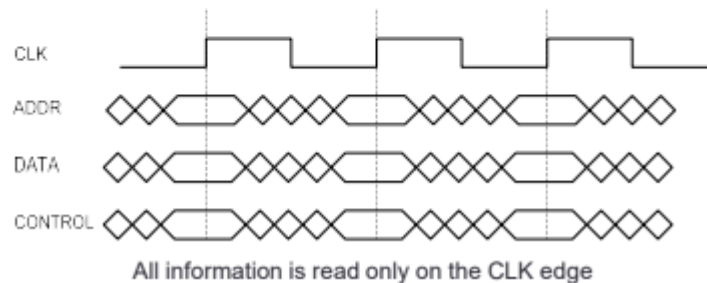 CLK
ADDR
DATA
CONTROL
All information is read only on the CLK edge